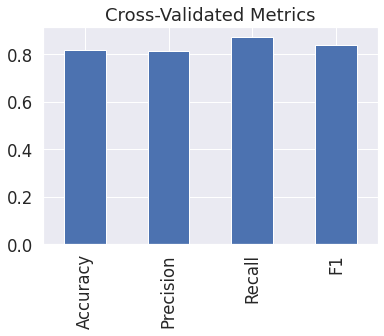 Cross-Validated Metrics
0.8
0.6
0.4
0.2
0.0
Accuracy
Precision
Recall
F1